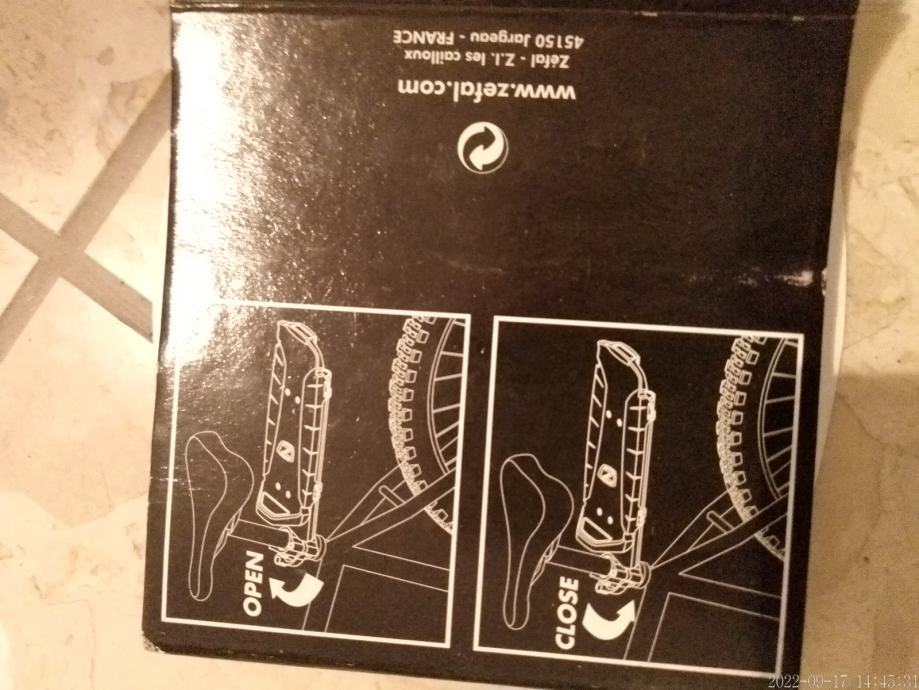 OPEN
CLOSE
www.zefal.com
Zéfal - Z.I. les cailloux
45150 Jargeau - FRANCE
2022-09-17 14:45:31